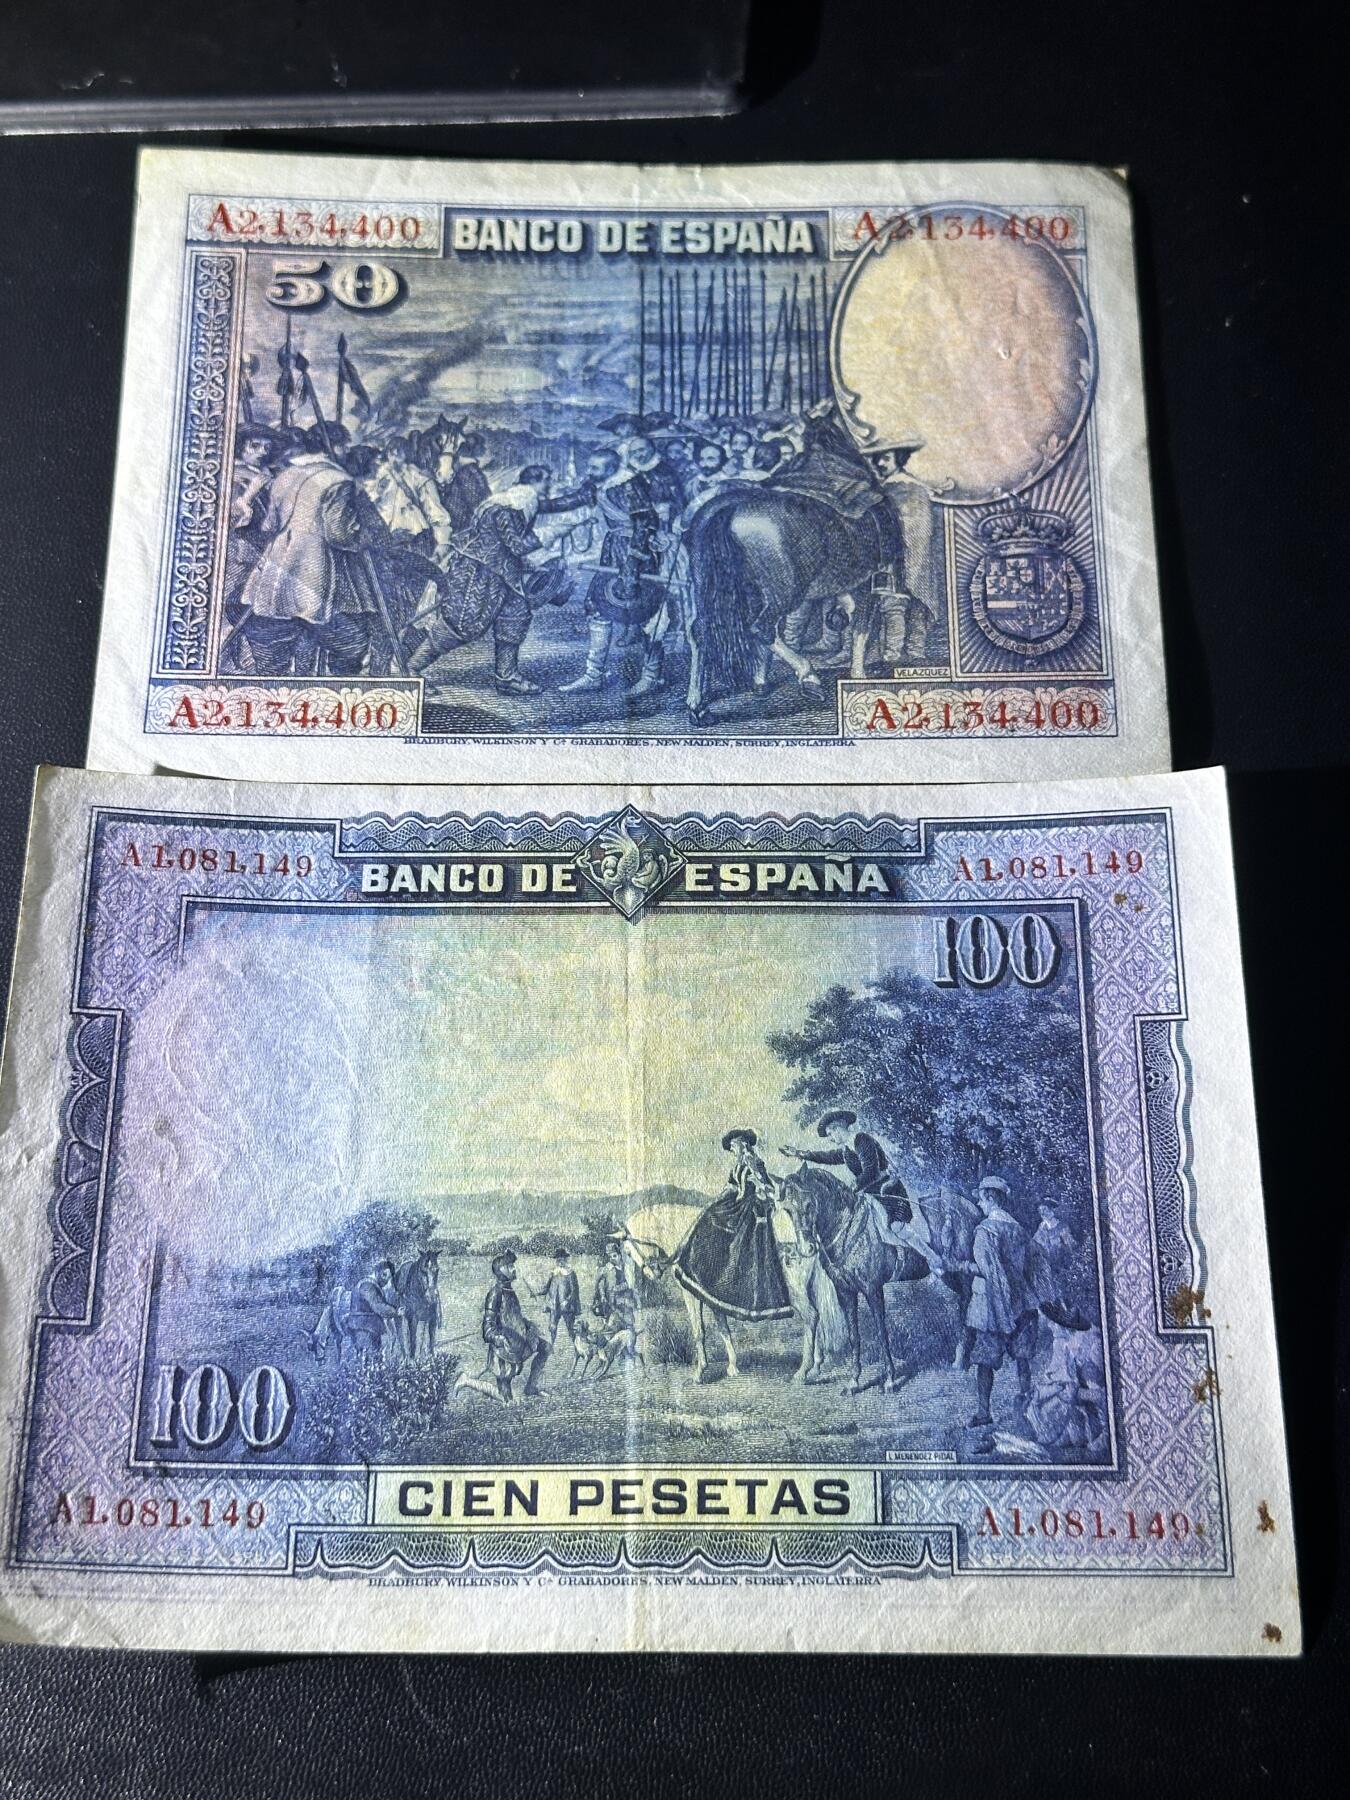 A2,134,400 BANCO DE ESPAÑA A2,134,400
50
VELAZQUEZ
A2,134,400 A2,134,400
BRADBURY, WILKINSON Y Cª GRABADORES, NEW MALDEN, SURREY, INGLATERRA
A1,081,149 BANCO DE ESPAÑA A1,081,149
100
L. MENENDEZ PIDAL
100
CIEN PESETAS
A1,081,149 A1,081,149
BRADBURY, WILKINSON Y Cª GRABADORES, NEW MALDEN, SURREY, INGLATERRA